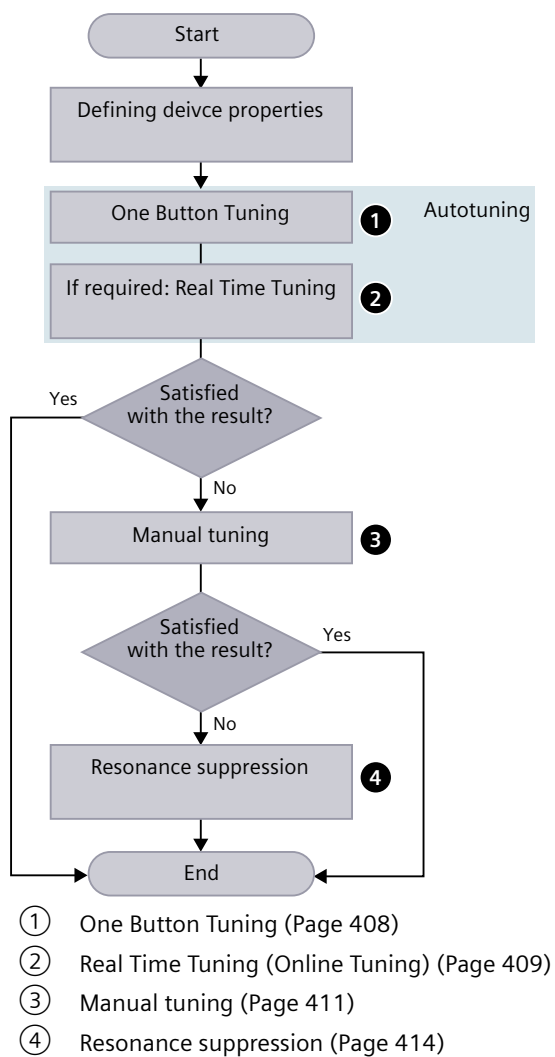 Start
Defining deivce properties
One Button Tuning
1
Autotuning
If required: Real Time Tuning
2
Satisfied
with the result?
Yes
No
Manual tuning
3
Satisfied
with the result?
Yes
No
Resonance suppression
4
End
① One Button Tuning (Page 408)
② Real Time Tuning (Online Tuning) (Page 409)
③ Manual tuning (Page 411)
④ Resonance suppression (Page 414)